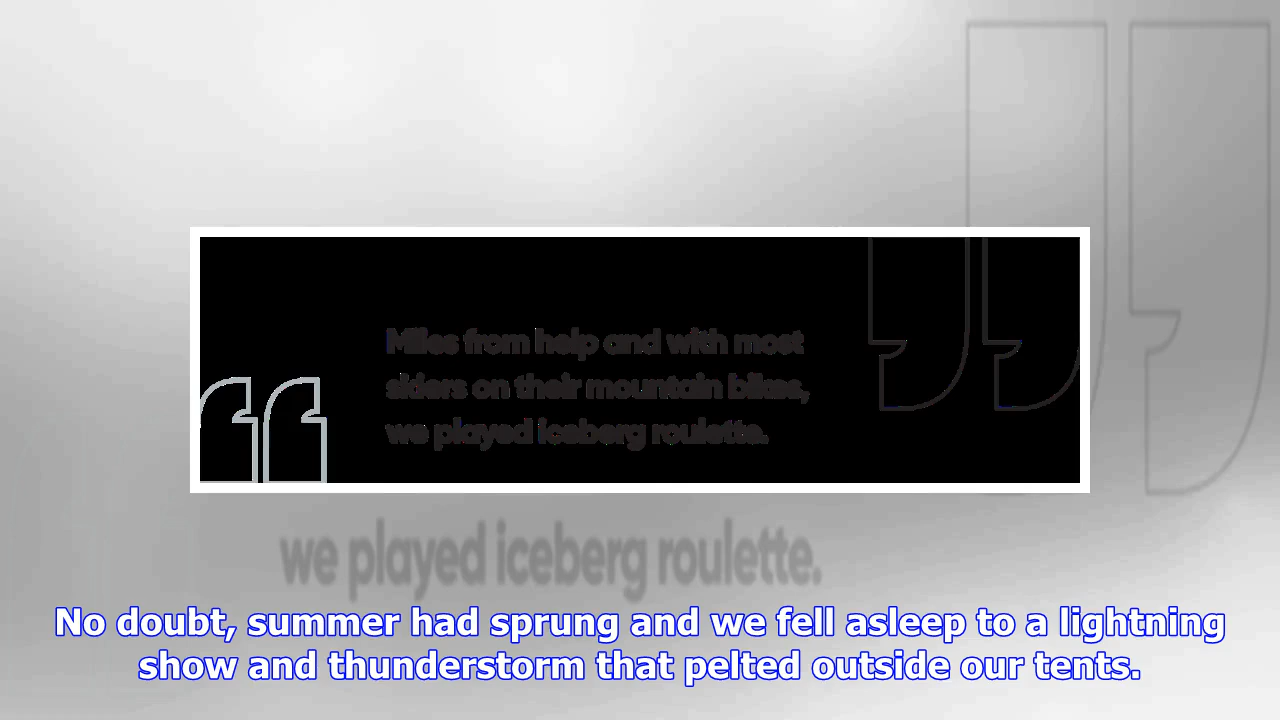 Miles from help and with most
siders on their mountain bikes,
we played iceberg roulette.
we played iceberg roulette.
No doubt, summer had sprung and we fell asleep to a lightning
show and thunderstorm that pelted outside our tents.